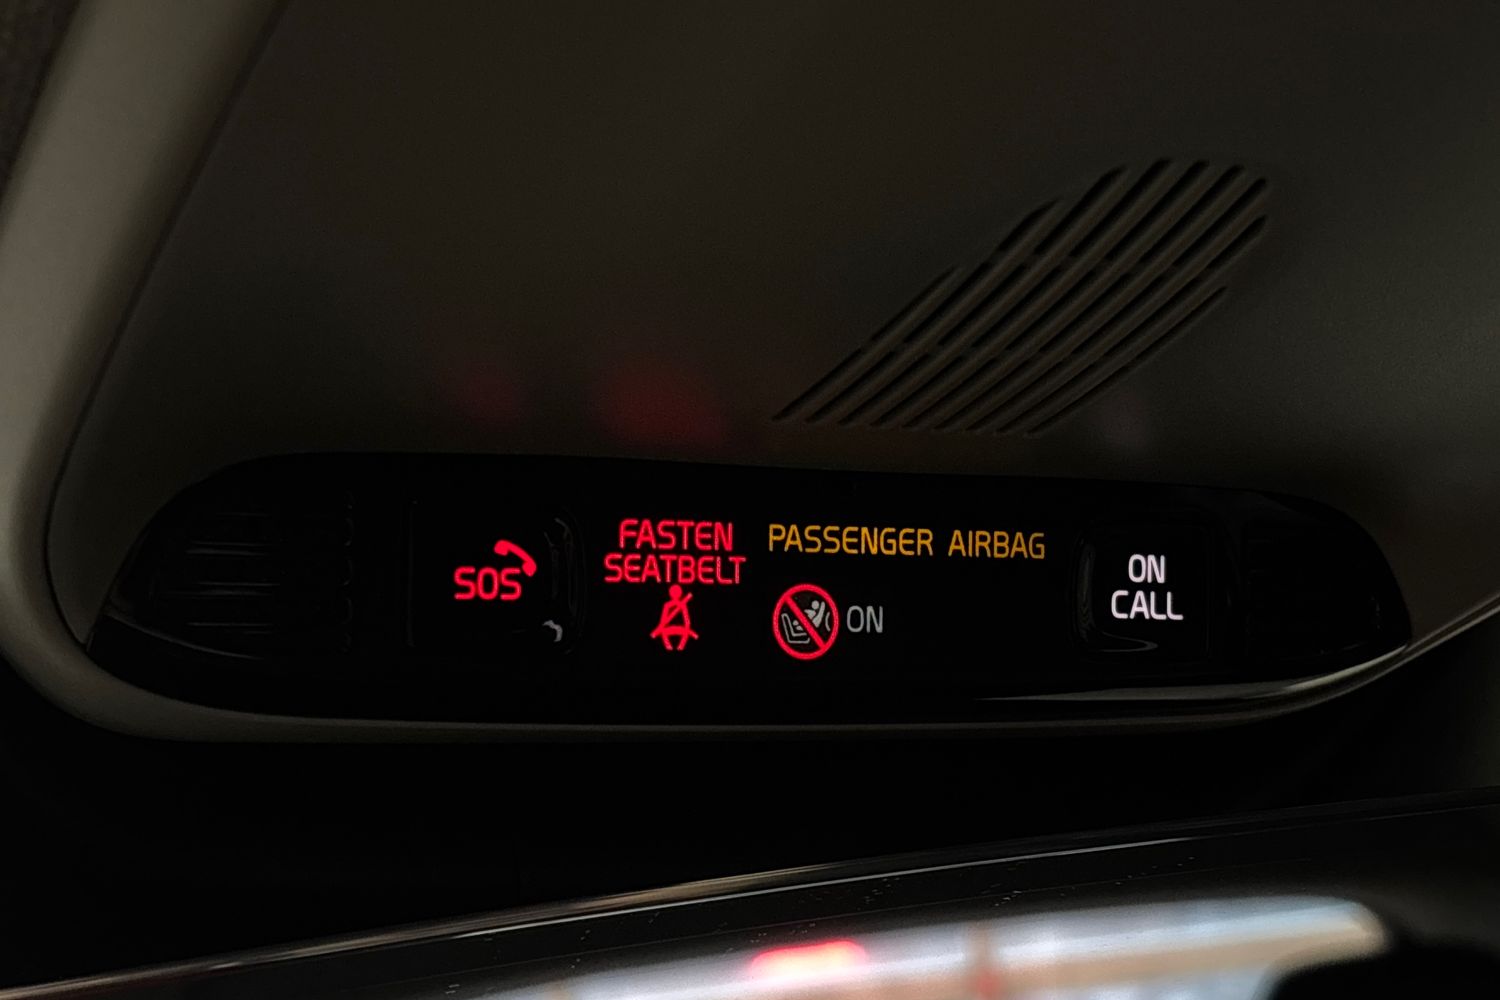 SOS
FASTEN
SEATBELT
PASSENGER AIRBAG
ON
ON
CALL